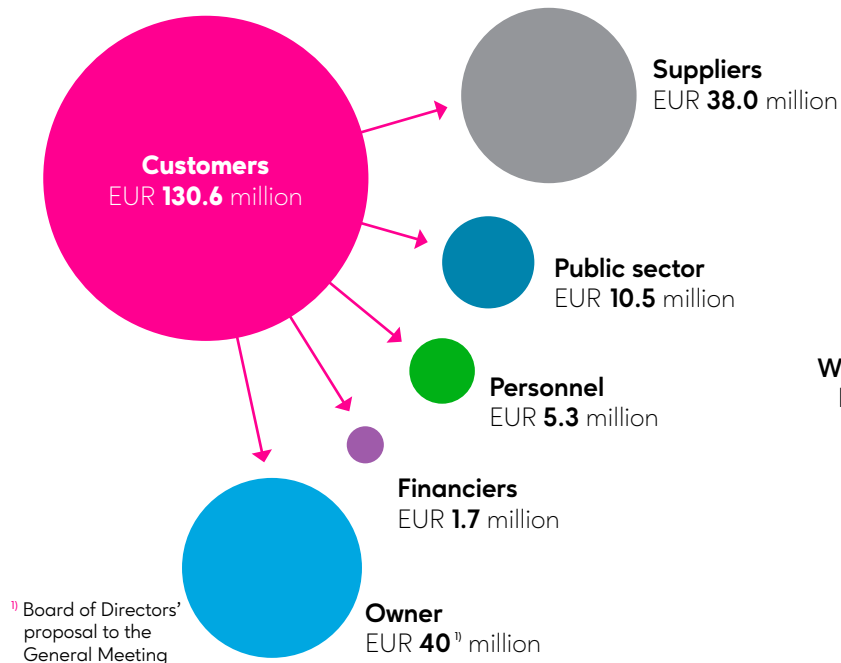 Customers
EUR 130.6 million
Suppliers
EUR 38.0 million
Public sector
EUR 10.5 million
Personnel
EUR 5.3 million
Financiers
EUR 1.7 million
Owner
EUR 40 ¹⁾ million
¹⁾ Board of Directors'
proposal to the
General Meeting
W